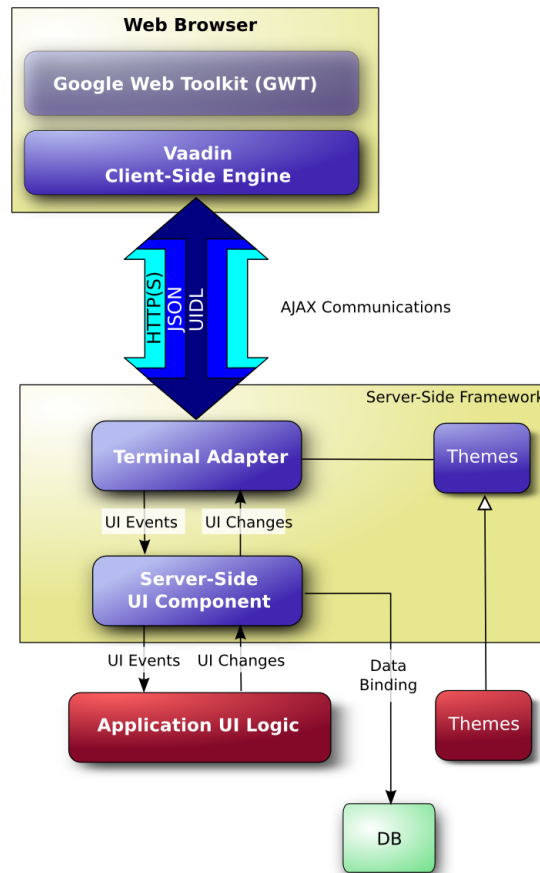 Web Browser
Google Web Toolkit (GWT)
Vaadin
Client-Side Engine
HTTP(S)
JSON
UIDL
AJAX Communications
Server-Side Framework
Terminal Adapter
Themes
UI Events
UI Changes
Server-Side
UI Component
UI Events
UI Changes
Data
Binding
Application UI Logic
Themes
DB